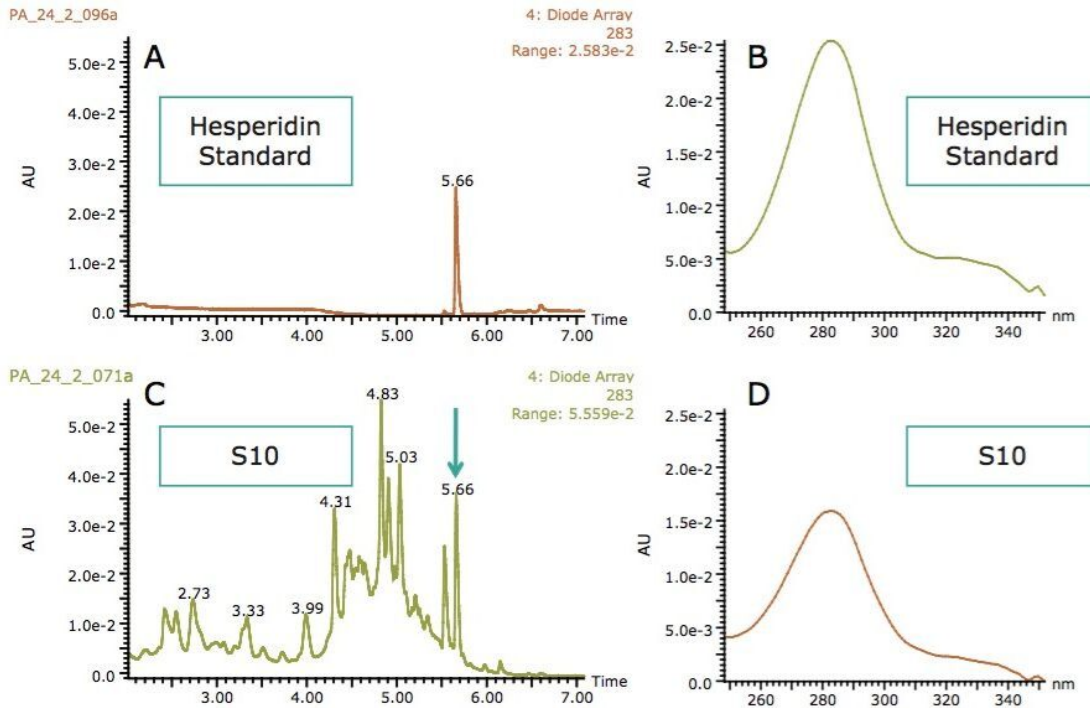 PA_24_2_096a
4: Diode Array
283
Range: 2.583e-2
A
Hesperidin
Standard
AU
5.0e-2
4.0e-2
3.0e-2
2.0e-2
1.0e-2
0.0
5.66
3.00
4.00
5.00
6.00
7.00
Time
B
Hesperidin
Standard
AU
2.5e-2
2.0e-2
1.5e-2
1.0e-2
5.0e-3
0.0
260
280
300
320
340
nm
PA_24_2_071a
4: Diode Array
283
Range: 5.559e-2
C
S10
AU
5.0e-2
4.0e-2
3.0e-2
2.0e-2
1.0e-2
0.0
2.73
3.33
3.99
4.31
4.83
5.03
5.66
3.00
4.00
5.00
6.00
7.00
Time
D
S10
AU
2.5e-2
2.0e-2
1.5e-2
1.0e-2
5.0e-3
0.0
260
280
300
320
340
nm